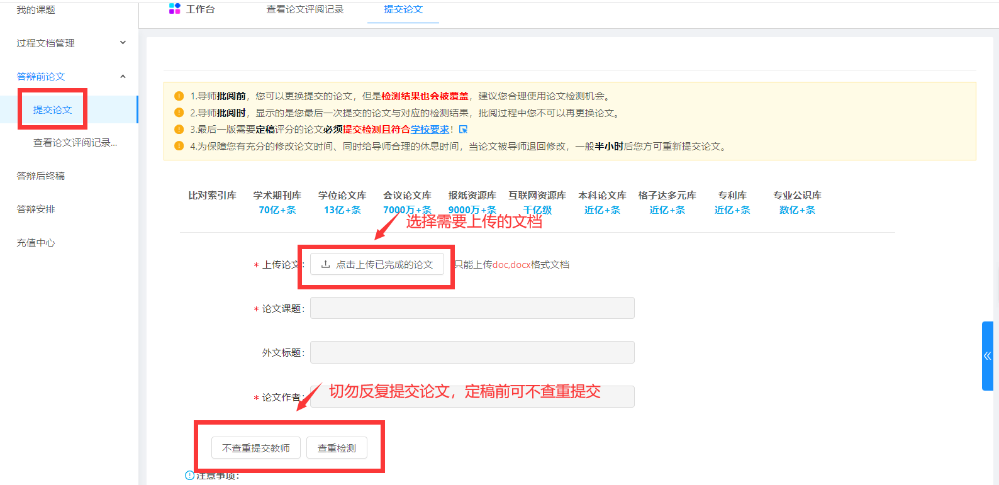 我的课题
工作台
查看论文评阅记录
提交论文
过程文档管理
答辩前论文
提交论文
查看论文评阅记录...
答辩后终稿
答辩安排
充值中心
1.导师批阅前，您可以更换提交的论文，但是检测结果也会被覆盖，建议您合理使用论文检测机会。
2.导师批阅时，显示的是您最后一次提交的论文与对应的检测结果，批阅过程中您不可以再更换论文。
3.最后一版需要定稿评分的论文必须提交检测且符合学校要求！
4.为保障您有充分的修改论文时间、同时给导师合理的休息时间，当论文被导师退回修改，一般半小时后您方可重新提交论文。
比对索引库 学术期刊库 学位论文库 会议论文库 报纸资源库 互联网资源库 本科论文库 格子达多元库 专利库 专业公识库
70亿+条 13亿+条 7000万+条 9000万+条 千亿级 近亿+条 近亿+条 近亿+条 数亿+条
选择需要上传的文档
* 上传论文: 点击上传已完成的论文 只能上传doc,docx格式文档
* 论文课题:
外文标题:
* 论文作者:
切勿反复提交论文，定稿前可不查重提交
不查重提交教师 查重检测
注意事项: